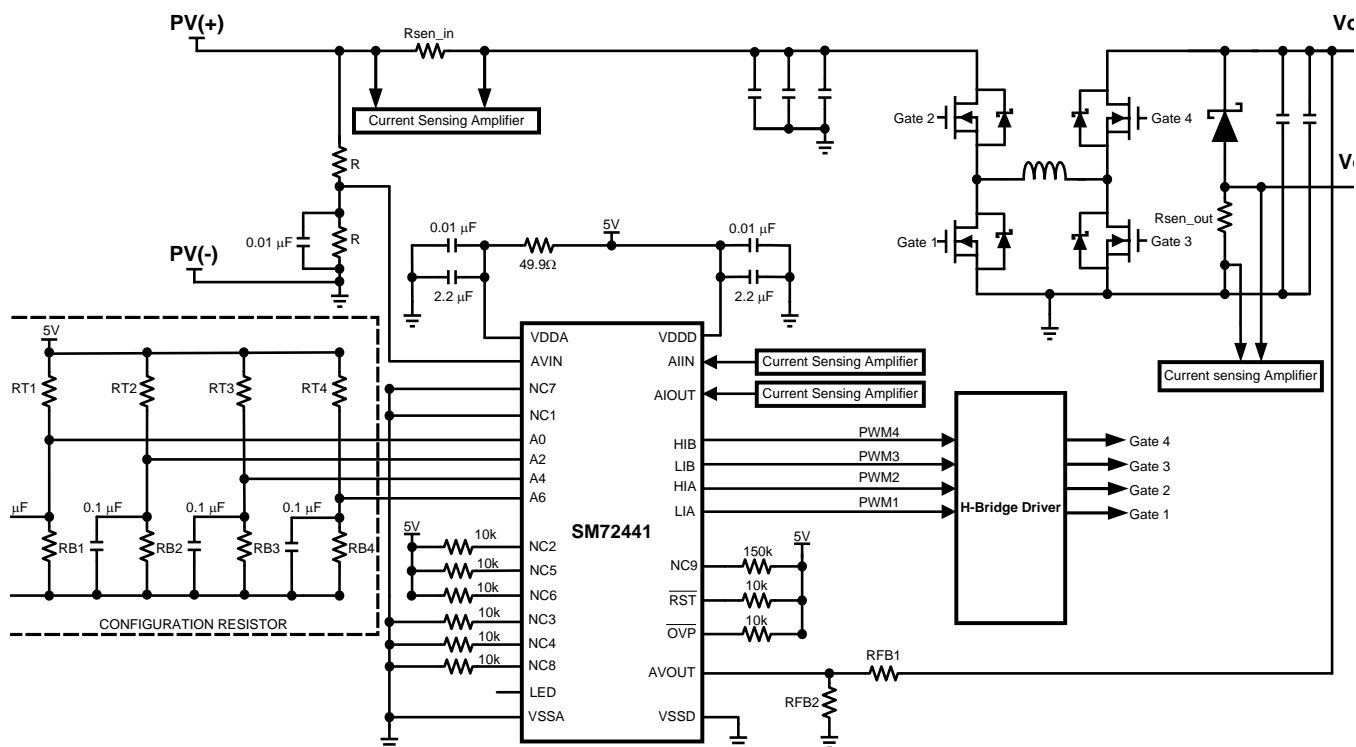 PV(+)
Rsen_in
Current Sensing Amplifier
R
0.01 µF
R
PV(-)
0.01 µF
2.2 µF
49.9Ω
5V
0.01 µF
2.2 µF
Gate 2
Gate 4
Gate 1
Gate 3
Rsen_out
Current sensing Amplifier
5V
RT1
RT2
RT3
RT4
µF
0.1 µF
0.1 µF
0.1 µF
RB1
RB2
RB3
RB4
CONFIGURATION RESISTOR
VDDA
AVIN
NC7
NC1
A0
A2
A4
A6
NC2
NC5
NC6
NC3
NC4
NC8
LED
VSSA
5V
10k
10k
10k
10k
10k
10k
SM72441
VDDD
AIIN
AIOUT
HIB
LIB
HIA
LIA
NC9
RST
OVP
AVOUT
VSSD
Current Sensing Amplifier
Current Sensing Amplifier
PWM4
PWM3
PWM2
PWM1
H-Bridge Driver
Gate 4
Gate 3
Gate 2
Gate 1
5V
150k
10k
10k
RFB1
RFB2